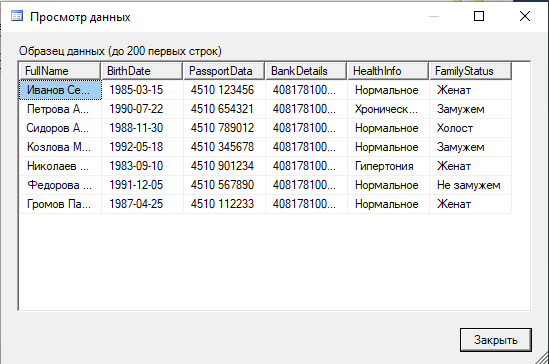 Просмотр данных
Образец данных (до 200 первых строк)
FullName BirthDate PassportData BankDetails HealthInfo FamilyStatus
Иванов Се... 1985-03-15 4510 123456 408178100... Нормальное Женат
Петрова А... 1990-07-22 4510 654321 408178100... Хроническ... Замужем
Сидоров А... 1988-11-30 4510 789012 408178100... Нормальное Холост
Козлова М... 1992-05-18 4510 345678 408178100... Нормальное Замужем
Николаев ... 1983-09-10 4510 901234 408178100... Гипертония Женат
Федорова ... 1991-12-05 4510 567890 408178100... Нормальное Не замужем
Громов Па... 1987-04-25 4510 112233 408178100... Нормальное Женат
Закрыть